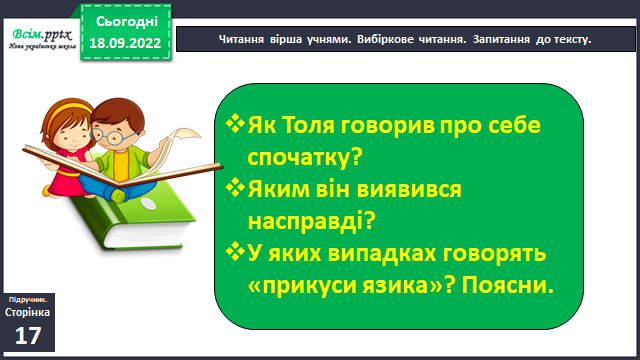 Всім.pptx
Нова українська школа
Сьогодні
18.09.2022
Читання вірша учнями. Вибіркове читання. Запитання до тексту.
❖Як Толя говорив про себе
спочатку?
❖Яким він виявився
насправді?
❖У яких випадках говорять
«прикуси язика»? Поясни.
Підручник.
Сторінка
17